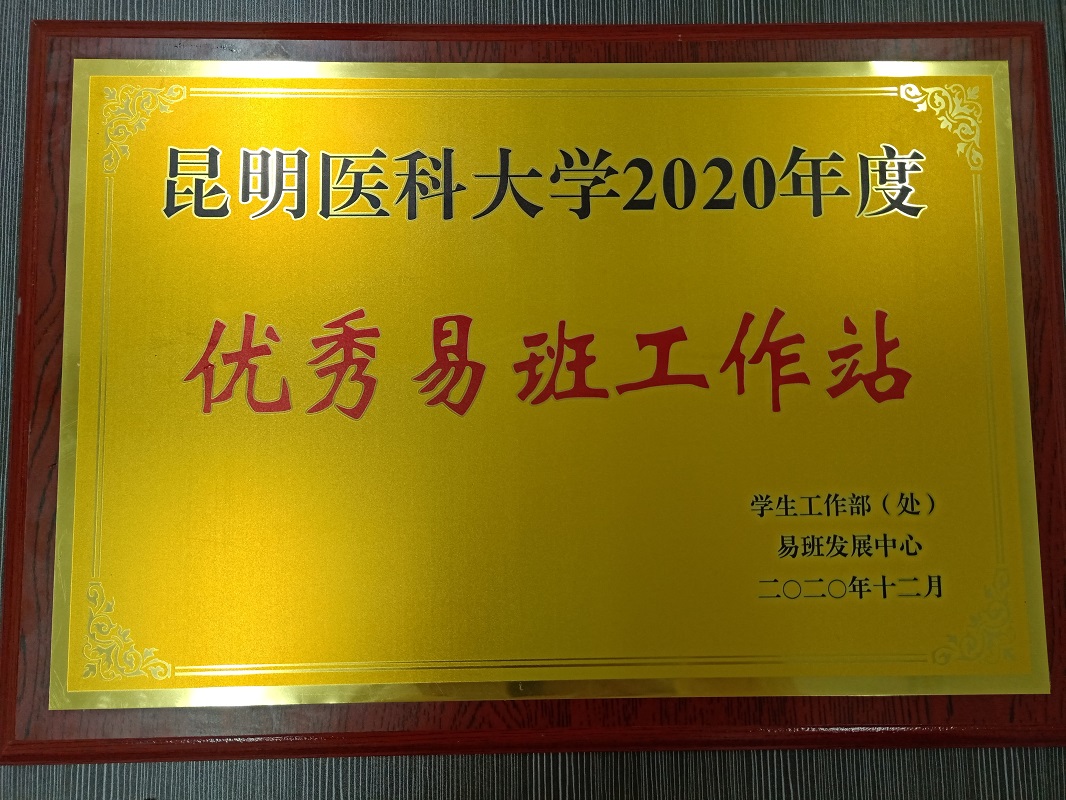 昆明医科大学2020年度
优秀易班工作站
学生工作部（处）
易班发展中心
二〇二〇年十二月